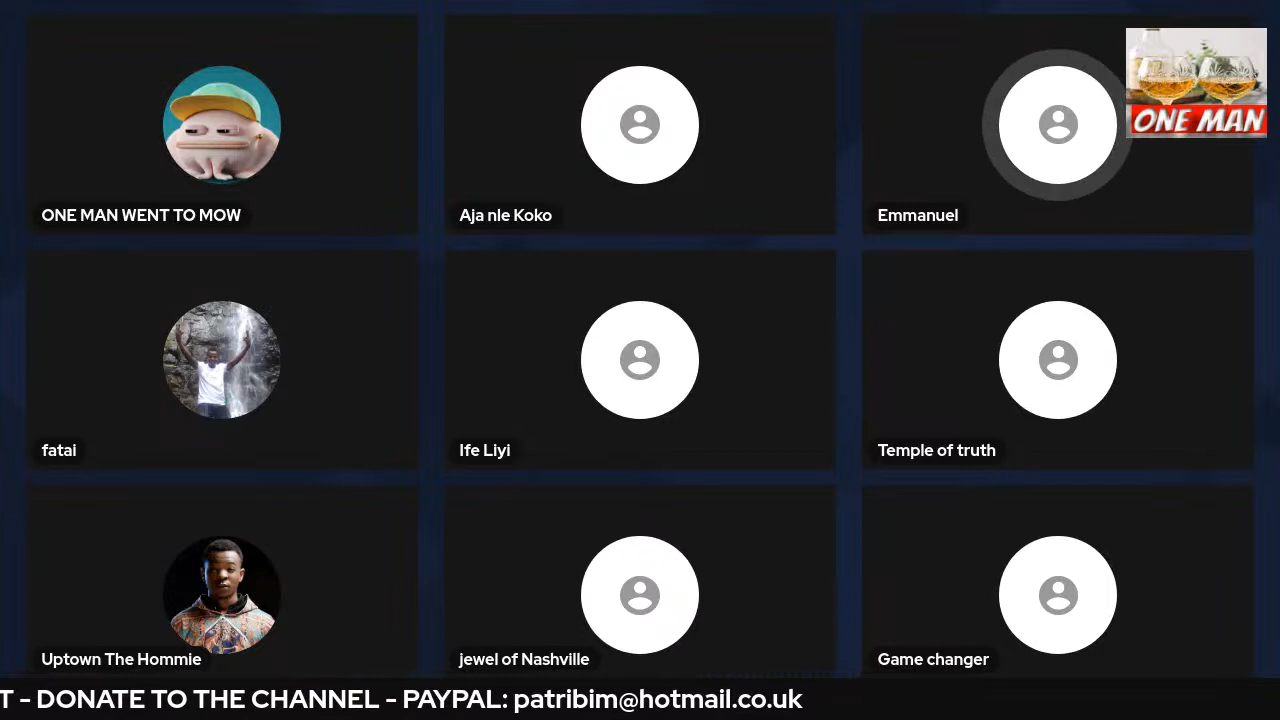 ONE MAN
ONE MAN WENT TO MOW
Aja nle Koko
Emmanuel
fatai
Ife Liyi
Temple of truth
Uptown The Hommie
jewel of Nashville
Game changer
T - DONATE TO THE CHANNEL - PAYPAL: patribim@hotmail.co.uk